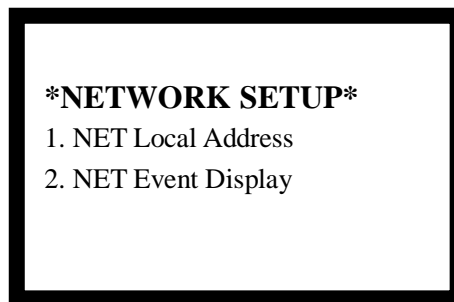 *NETWORK SETUP*
1. NET Local Address
2. NET Event Display